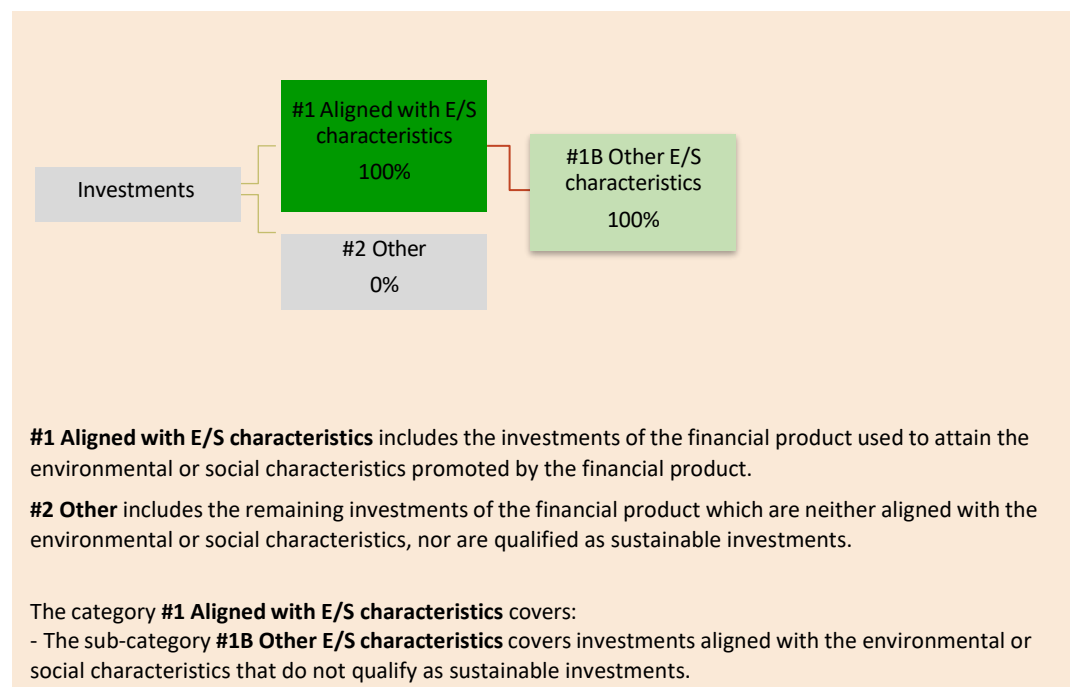 Investments
#1 Aligned with E/S
characteristics
100%
#2 Other
0%
#1B Other E/S
characteristics
100%
#1 Aligned with E/S characteristics includes the investments of the financial product used to attain the
environmental or social characteristics promoted by the financial product.
#2 Other includes the remaining investments of the financial product which are neither aligned with the
environmental or social characteristics, nor are qualified as sustainable investments.
The category #1 Aligned with E/S characteristics covers:
- The sub-category #1B Other E/S characteristics covers investments aligned with the environmental or
social characteristics that do not qualify as sustainable investments.